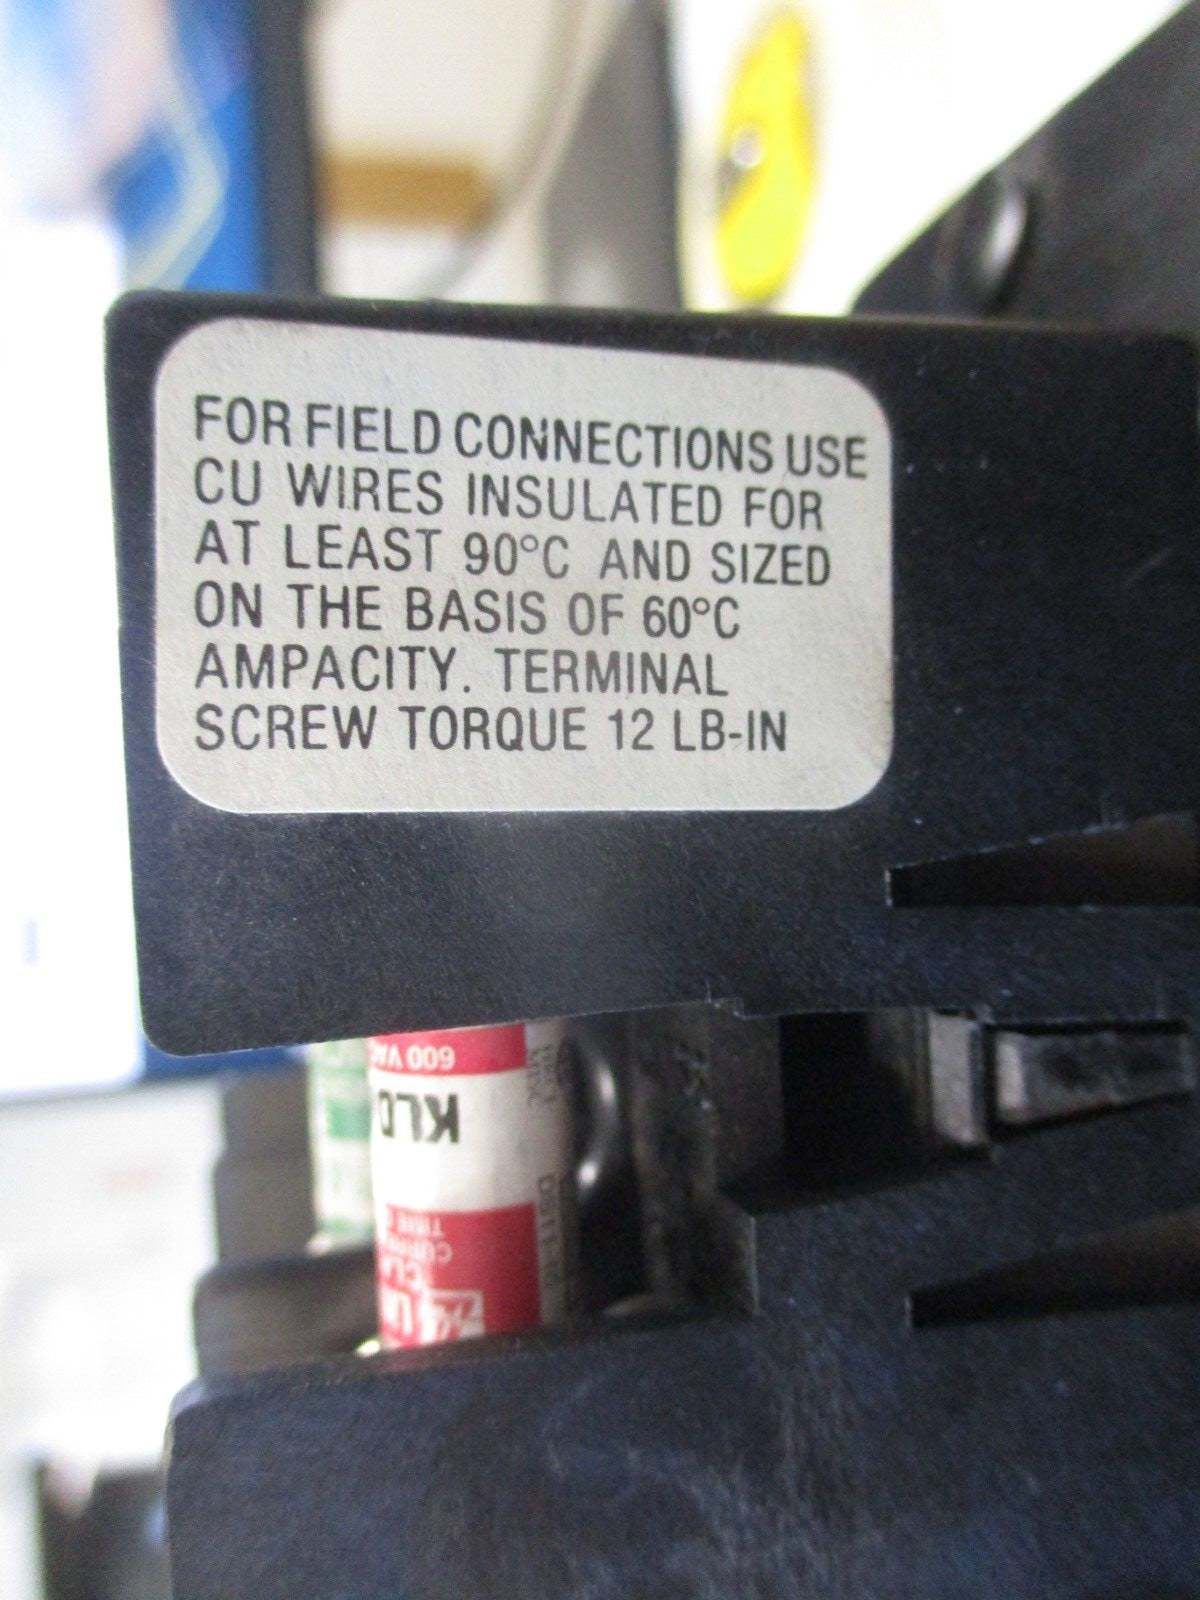 FOR FIELD CONNECTIONS USE
CU WIRES INSULATED FOR
AT LEAST 90°C AND SIZED
ON THE BASIS OF 60°C
AMPACITY. TERMINAL
SCREW TORQUE 12 LB-IN
600 VAC
KLD